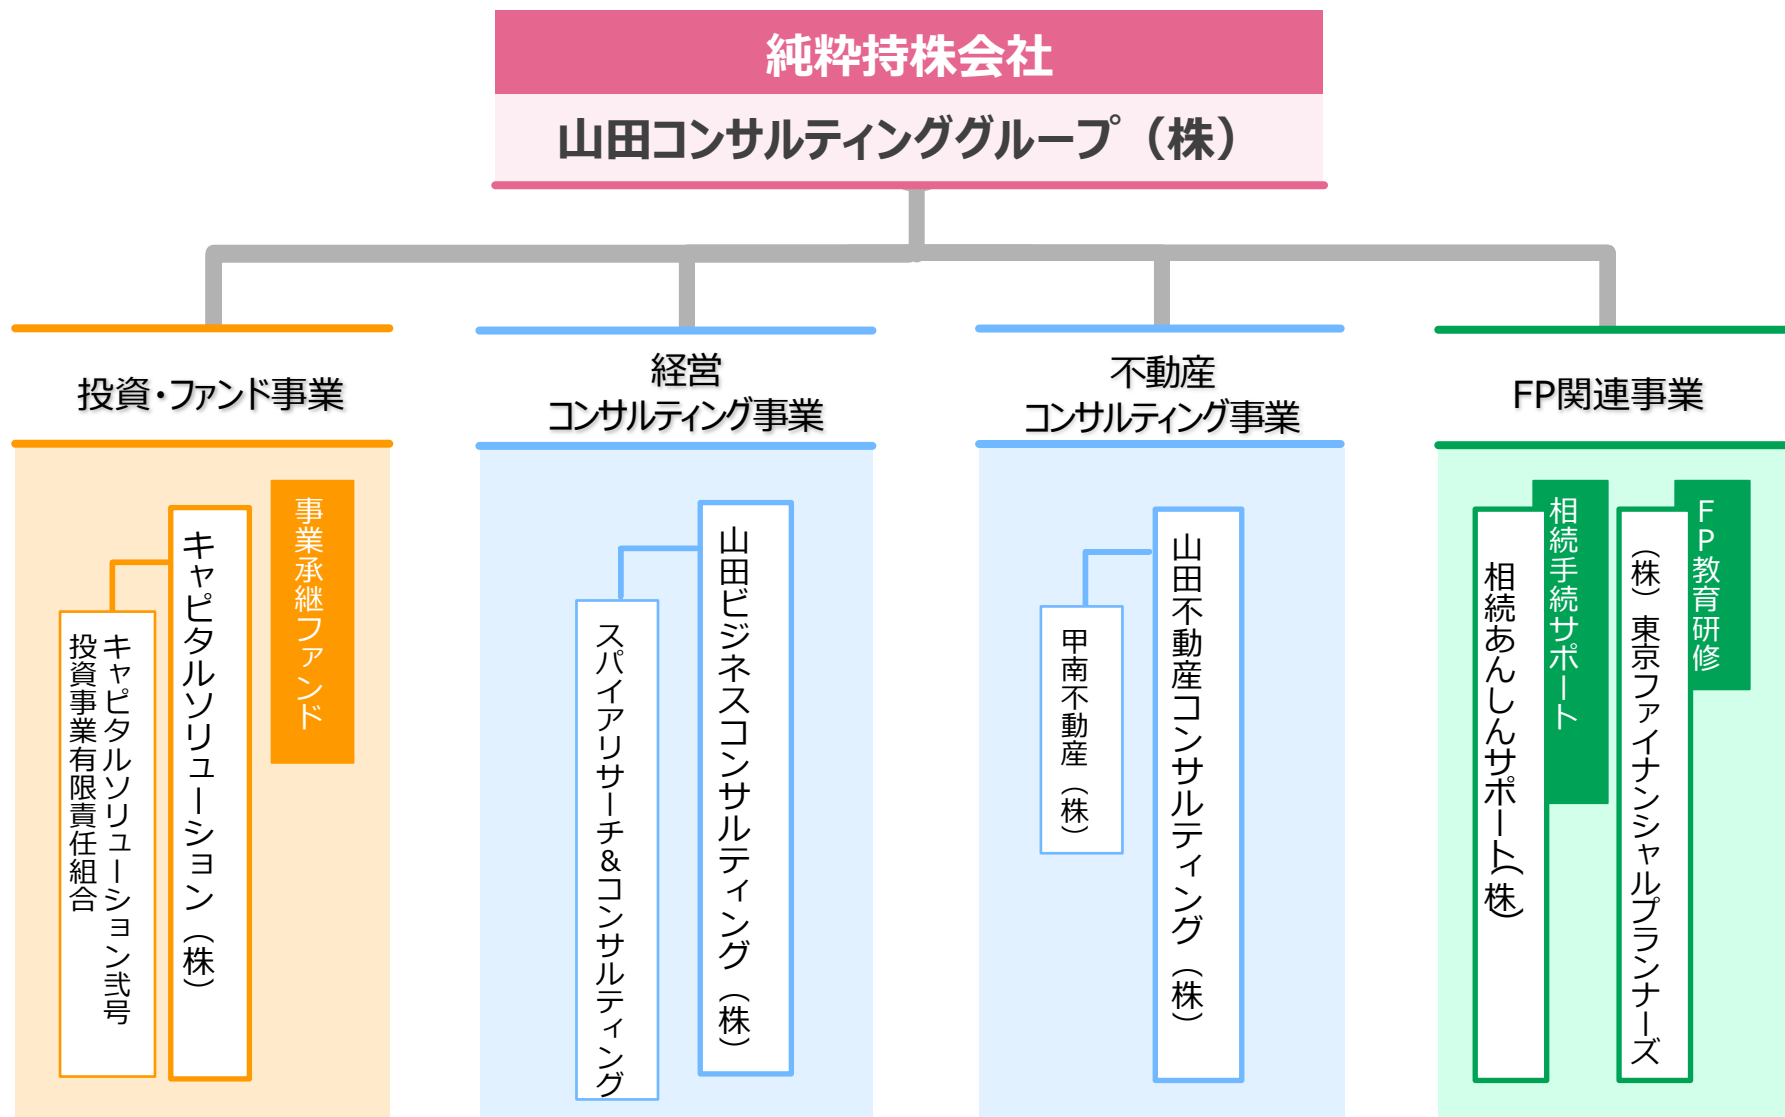 純粋持株会社
山田コンサルティンググループ（株）
投資・ファンド事業
事業承継ファンド
キャピタルソリューション（株）
キャピタルソリューション弐号
投資事業有限責任組合
経営
コンサルティング事業
山田ビジネスコンサルティング（株）
スパイアリサーチ&コンサルティング
不動産
コンサルティング事業
山田不動産コンサルティング（株）
甲南不動産（株）
FP関連事業
FP教育研修
（株）東京ファイナンシャルプランナーズ
相続手続サポート
相続あんしんサポート（株）